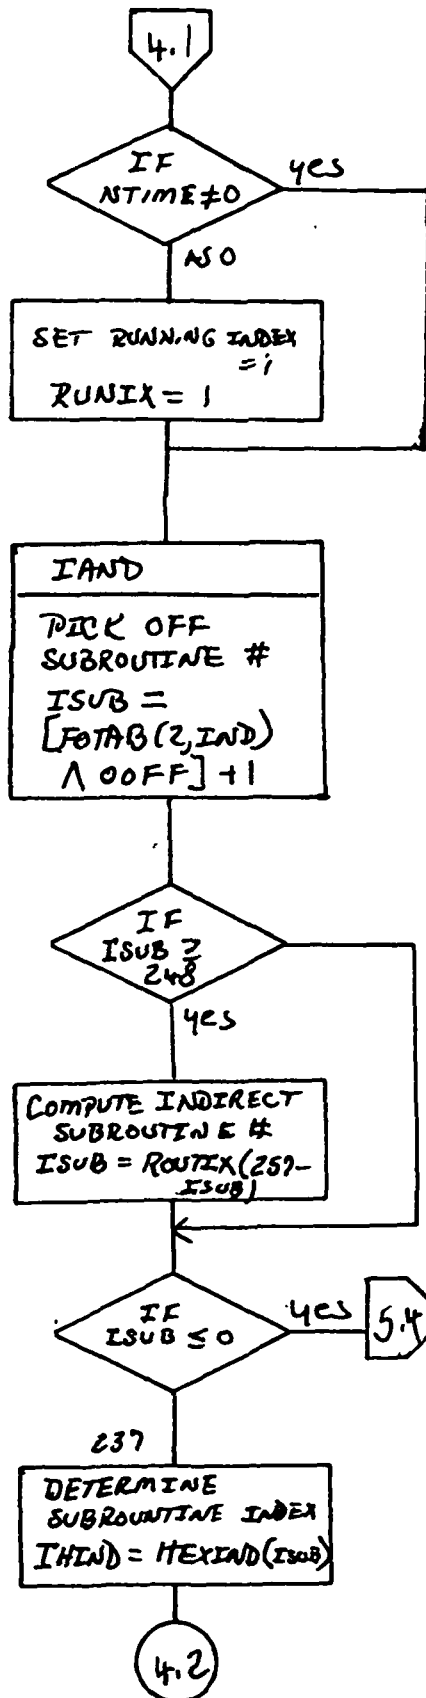 4.1
IF
NTIME≠0
yes
NO
SET RUNNING INDEX
= i
RUNIX = 1
IAND
PICK OFF
SUBROUTINE #
ISUB =
[FOTAB(2,IND)
∧ 00FF] + 1
IF
ISUB ≥
248
yes
COMPUTE INDIRECT
SUBROUTINE #
ISUB = ROUTIX(257-
ISUB)
IF
ISUB ≤ 0
yes
5.4
237
DETERMINE
SUBROUNTINE INDEX
IHIND = HEXIND(ISUB)
4.2